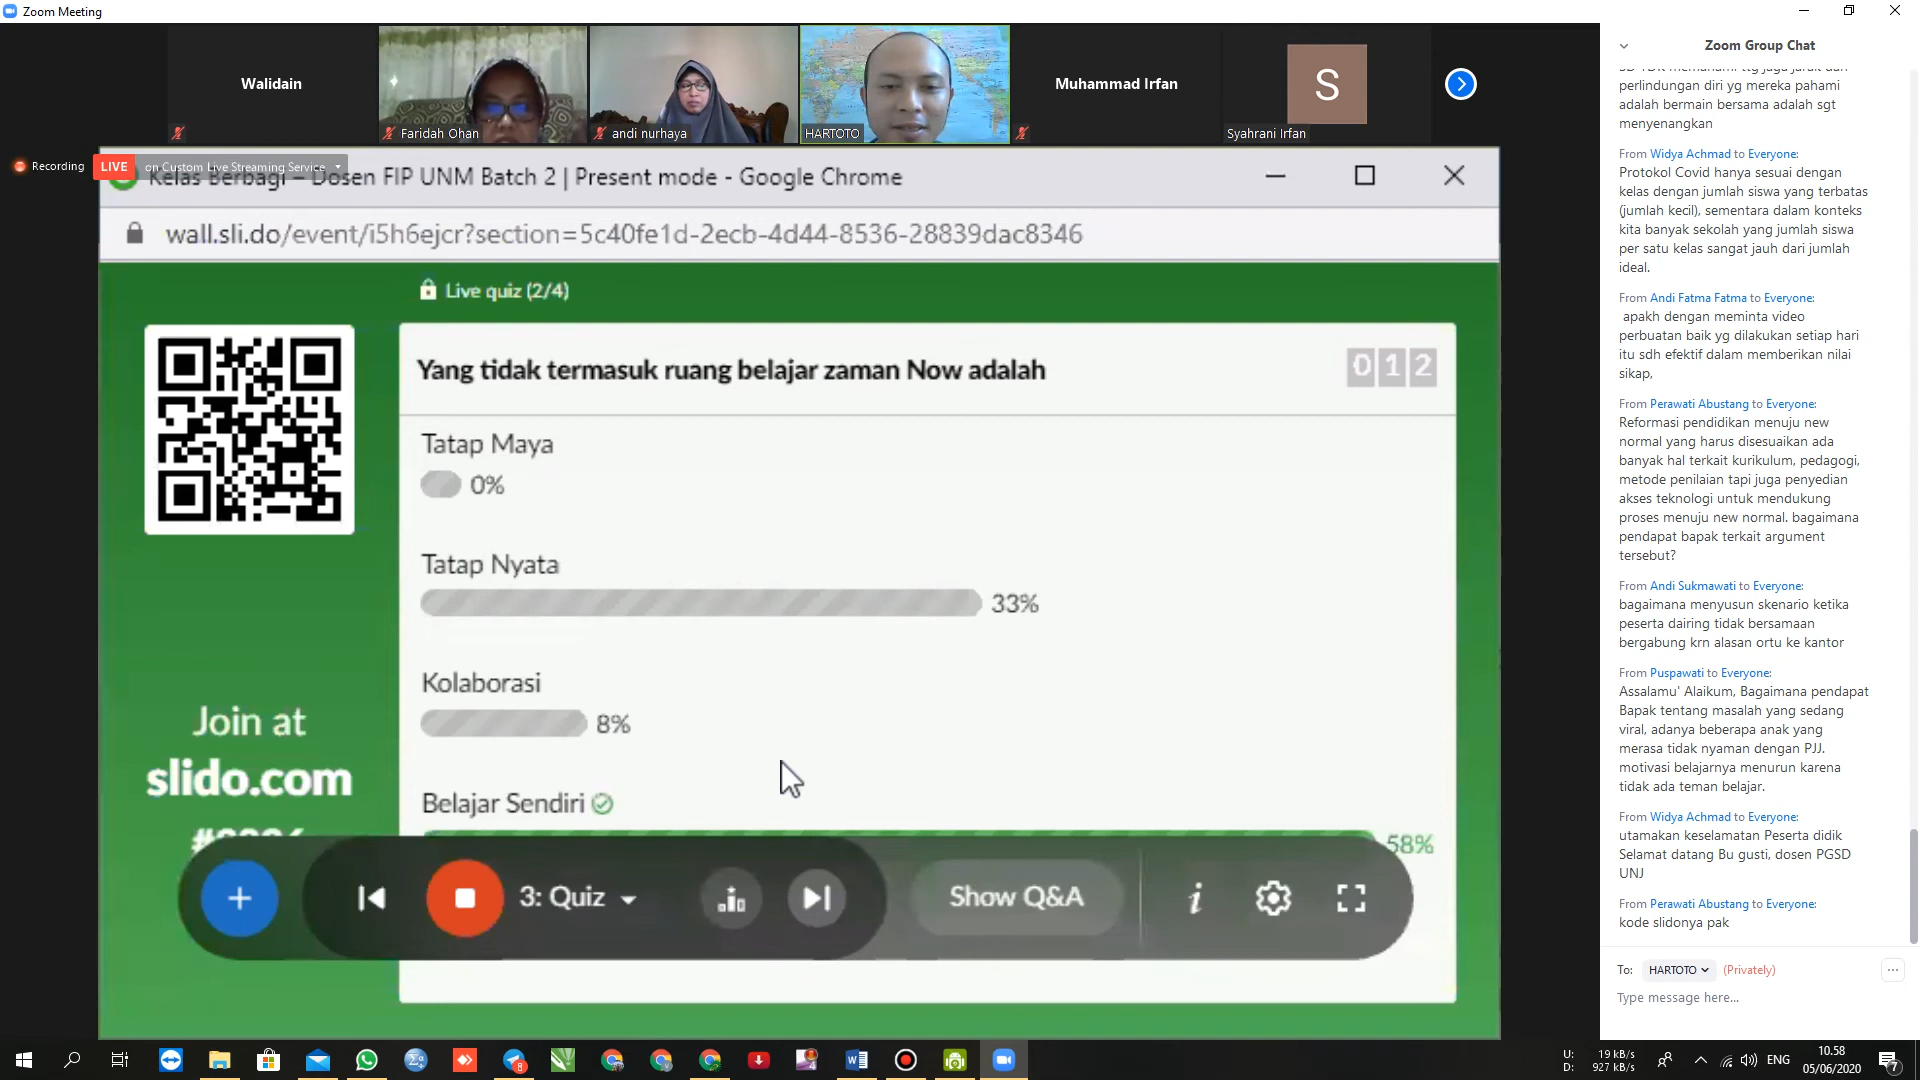 Zoom Meeting
Walidain
Faridah Ohan
andi nurhaya
HARTOTO
Muhammad Irfan
S
Syahrani Irfan
Recording
LIVE
on Custom Live Streaming Service
Kelas Berbagi – Dosen FIP UNM Batch 2 | Present mode - Google Chrome
wall.sli.do/event/i5h6ejcr?section=5c40fe1d-2ecb-4d44-8536-28839dac8346
Live quiz (2/4)
Yang tidak termasuk ruang belajar zaman Now adalah
012
Tatap Maya
0%
Tatap Nyata
33%
Kolaborasi
8%
Belajar Sendiri
58%
Join at
slido.com
3: Quiz
Show Q&A
Zoom Group Chat
perlindungan diri yg mereka pahami
adalah bermain bersama adalah sgt
menyenangkan
From Widya Achmad to Everyone:
Protokol Covid hanya sesuai dengan
kelas dengan jumlah siswa yang terbatas
(jumlah kecil), sementara dalam konteks
kita banyak sekolah yang jumlah siswa
per satu kelas sangat jauh dari jumlah
ideal.
From Andi Fatma Fatma to Everyone:
apakh dengan meminta video
perbuatan baik yg dilakukan setiap hari
itu sdh efektif dalam memberikan nilai
sikap,
From Perawati Abustang to Everyone:
Reformasi pendidikan menuju new
normal yang harus disesuaikan ada
banyak hal terkait kurikulum, pedagogi,
metode penilaian tapi juga penyedian
akses teknologi untuk mendukung
proses menuju new normal. bagaimana
pendapat bapak terkait argument
tersebut?
From Andi Sukmawati to Everyone:
bagaimana menyusun skenario ketika
peserta dairing tidak bersamaan
bergabung krn alasan ortu ke kantor
From Puspawati to Everyone:
Assalamu' Alaikum, Bagaimana pendapat
Bapak tentang masalah yang sedang
viral, adanya beberapa anak yang
merasa tidak nyaman dengan PJJ.
motivasi belajarnya menurun karena
tidak ada teman belajar.
From Widya Achmad to Everyone:
utamakan keselamatan Peserta didik
Selamat datang Bu gusti, dosen PGSD
UNJ
From Perawati Abustang to Everyone:
kode slidonya pak
To: HARTOTO (Privately)
Type message here...
U: 19 kB/s
D: 927 kB/s
ENG
10.58
05/06/2020
7